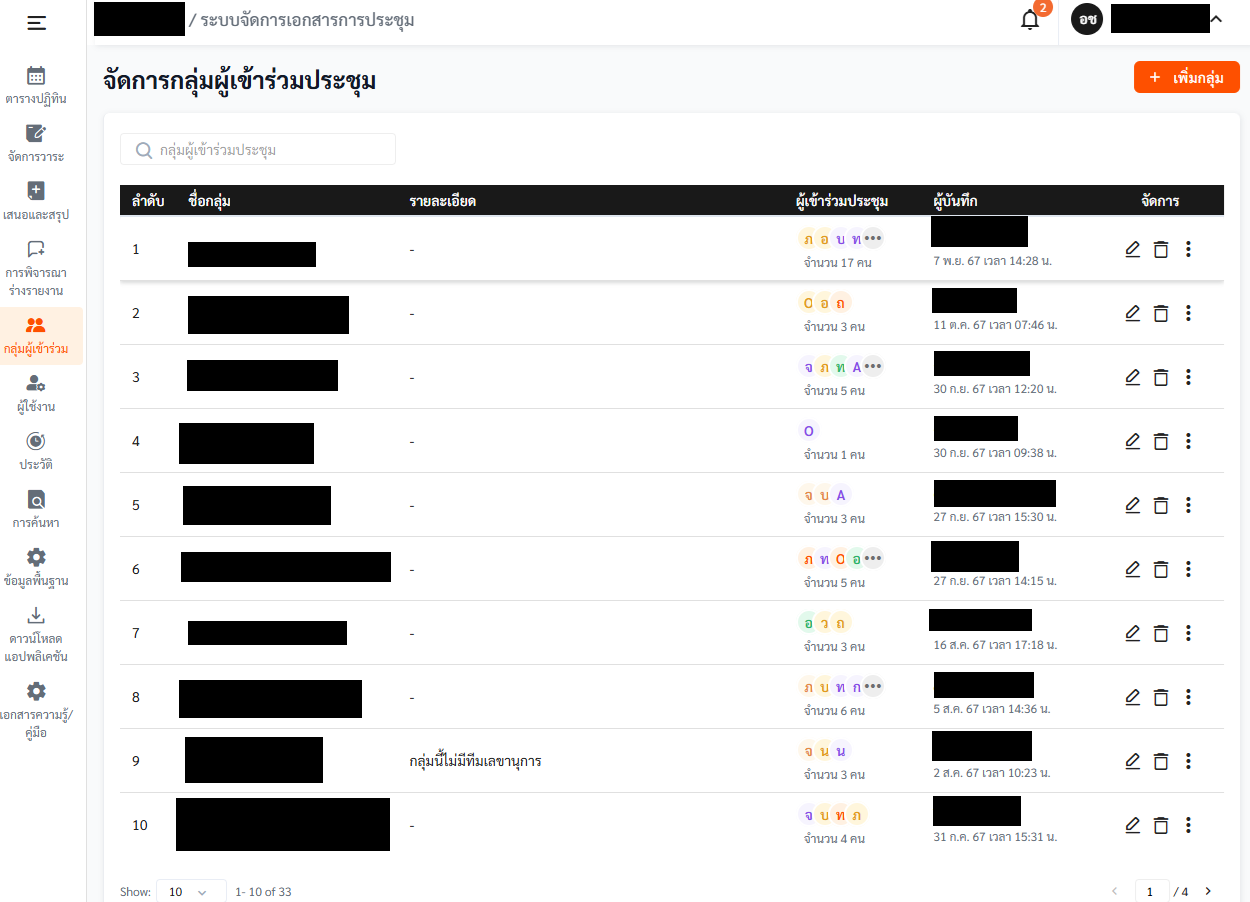 / ระบบจัดการเอกสารการประชุม
2
อช
ตารางปฏิทิน
จัดการวาระ
เสนอและสรุป
การพิจารณา
ร่างรายงาน
กลุ่มผู้เข้าร่วม
ผู้ใช้งาน
ประวัติ
การค้นหา
ข้อมูลพื้นฐาน
ดาวน์โหลด
แอปพลิเคชัน
เอกสารความรู้/
คู่มือ
จัดการกลุ่มผู้เข้าร่วมประชุม
+ เพิ่มกลุ่ม
กลุ่มผู้เข้าร่วมประชุม
ลำดับ ชื่อกลุ่ม รายละเอียด ผู้เข้าร่วมประชุม ผู้บันทึก จัดการ
1 - ภ อ บ ท •••
จำนวน 17 คน 7 พ.ย. 67 เวลา 14:28 น.
2 - O อ ถ
จำนวน 3 คน 11 ต.ค. 67 เวลา 07:46 น.
3 - จ ภ ท A •••
จำนวน 5 คน 30 ก.ย. 67 เวลา 12:20 น.
4 - O
จำนวน 1 คน 30 ก.ย. 67 เวลา 09:38 น.
5 - จ บ A
จำนวน 3 คน 27 ก.ย. 67 เวลา 15:30 น.
6 - ภ ท O อ •••
จำนวน 5 คน 27 ก.ย. 67 เวลา 14:15 น.
7 - อ ว ถ
จำนวน 3 คน 16 ส.ค. 67 เวลา 17:18 น.
8 - ภ บ ท ก •••
จำนวน 6 คน 5 ส.ค. 67 เวลา 14:36 น.
9 กลุ่มนี้ไม่มีทีมเลขานุการ จ น น
จำนวน 3 คน 2 ส.ค. 67 เวลา 10:23 น.
10 - จ บ ท ภ
จำนวน 4 คน 31 ก.ค. 67 เวลา 15:31 น.
Show: 10 1- 10 of 33 < 1 / 4 >